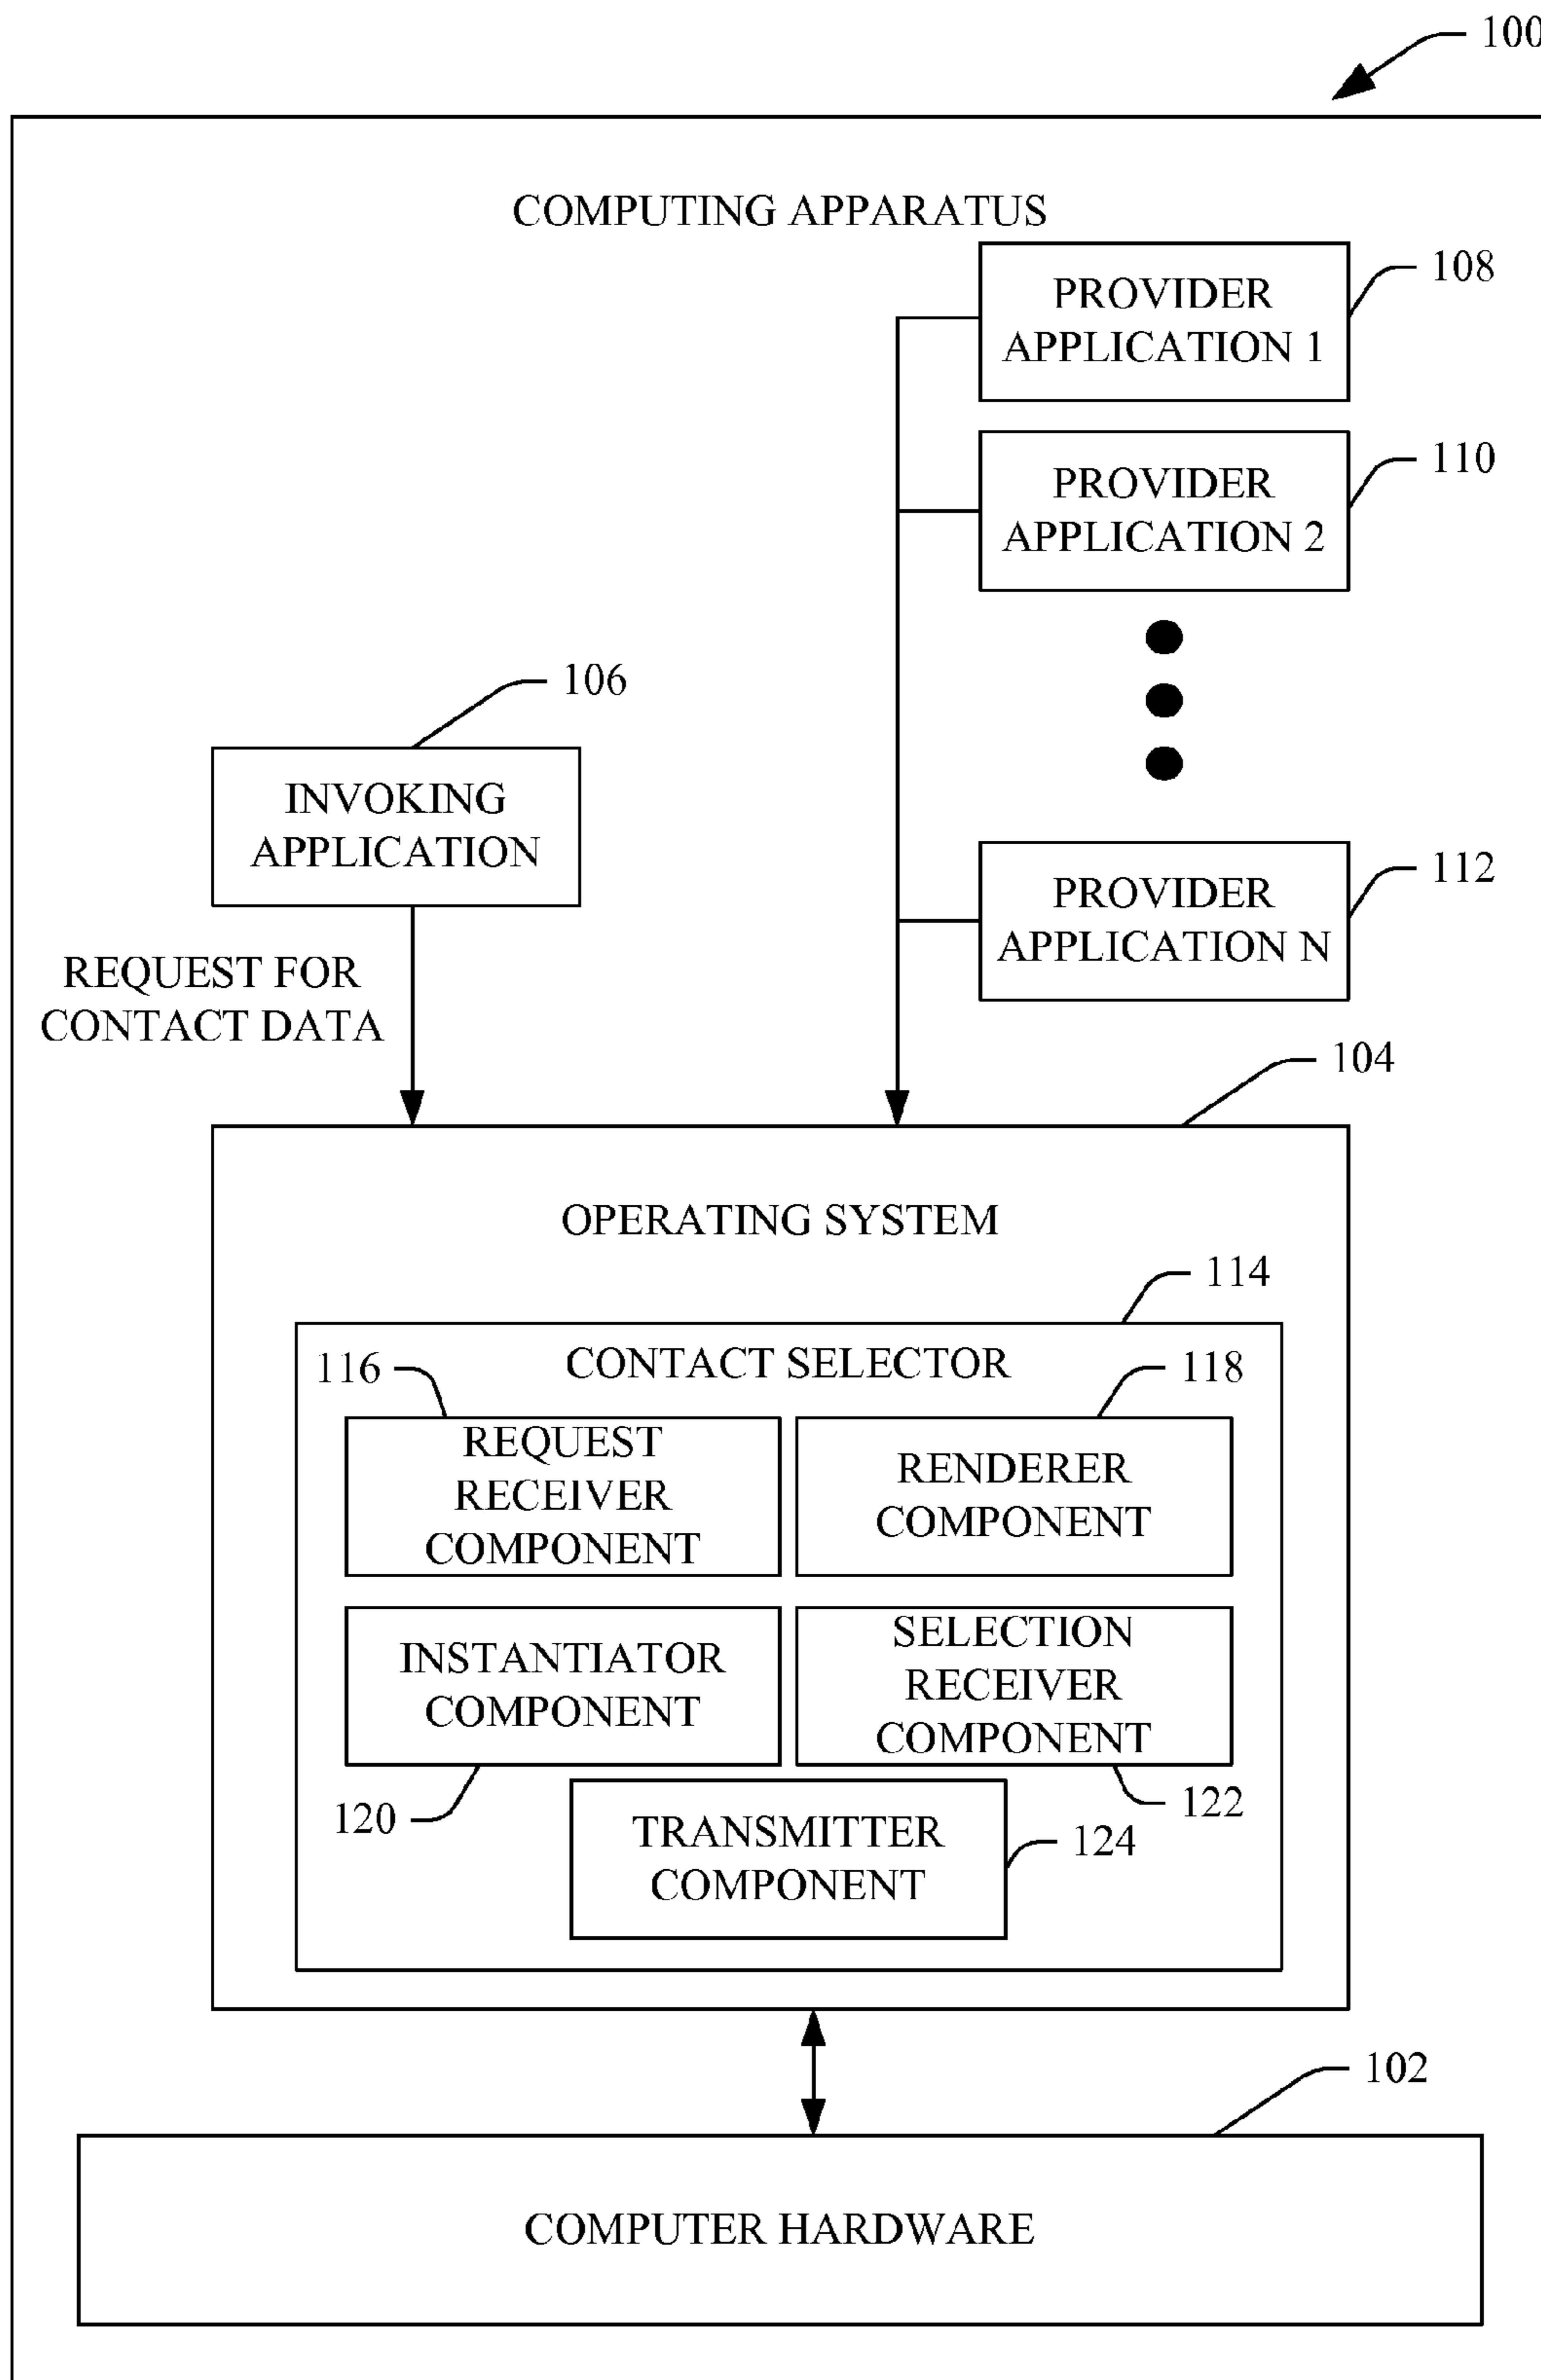 100
COMPUTING APPARATUS
PROVIDER
APPLICATION 1
108
PROVIDER
APPLICATION 2
110
106
INVOKING
APPLICATION
PROVIDER
APPLICATION N
112
REQUEST FOR
CONTACT DATA
104
OPERATING SYSTEM
114
CONTACT SELECTOR
116
118
REQUEST
RECEIVER
COMPONENT
RENDERER
COMPONENT
INSTANTIATOR
COMPONENT
SELECTION
RECEIVER
COMPONENT
120
122
TRANSMITTER
COMPONENT
124
102
COMPUTER HARDWARE